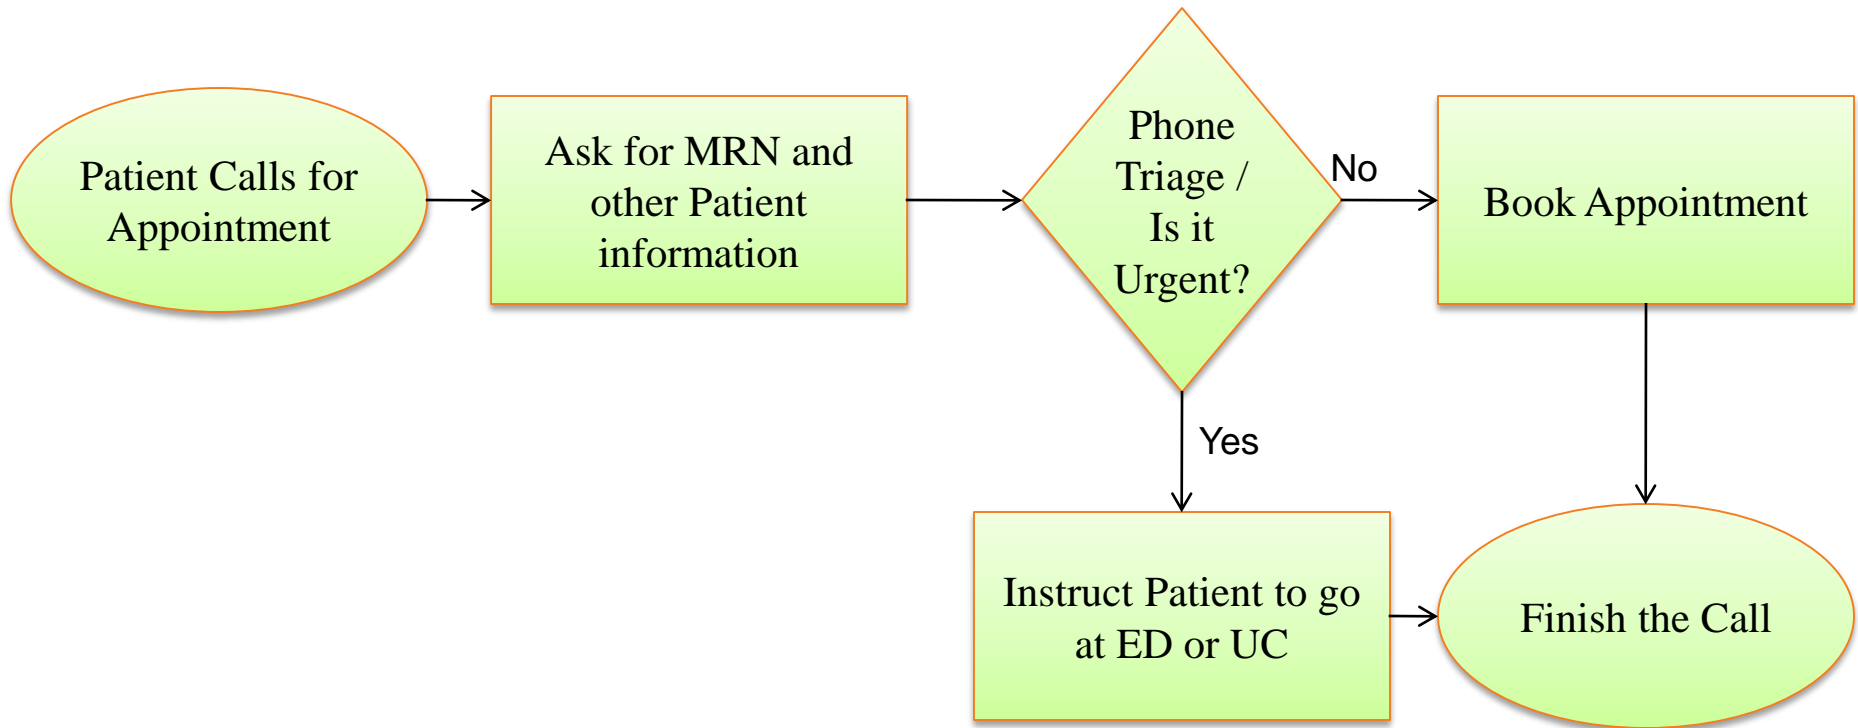 Patient Calls for
Appointment
Ask for MRN and
other Patient
information
Phone
Triage /
Is it
Urgent?
No
Book Appointment
Yes
Instruct Patient to go
at ED or UC
Finish the Call